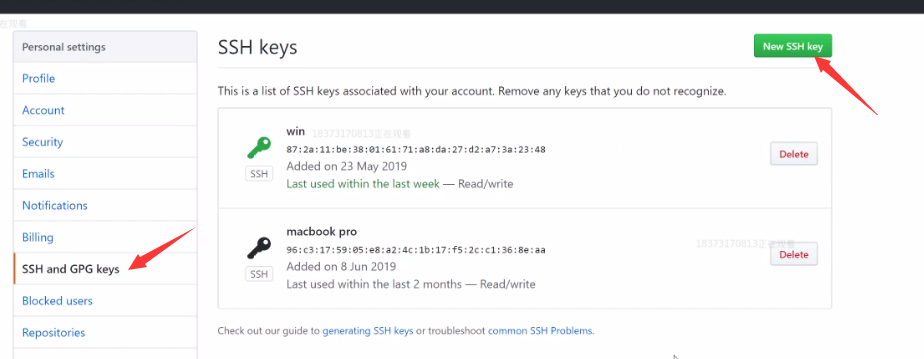 正在观看
Personal settings
Profile
Account
Security
Emails
Notifications
Billing
SSH and GPG keys
Blocked users
Repositories
SSH keys
New SSH key
This is a list of SSH keys associated with your account. Remove any keys that you do not recognize.
win
18373170813正在观看
87:2a:11:be:38:01:61:71:a8:da:27:d2:a7:3a:23:48
Added on 23 May 2019
SSH
Last used within the last week — Read/write
Delete
macbook pro
96:c3:17:59:05:e8:a2:4c:1b:17:f5:2c:c1:36:8e:aa
18373170813正在观看
Added on 8 Jun 2019
SSH
Last used within the last 2 months — Read/write
Delete
Check out our guide to generating SSH keys or troubleshoot common SSH Problems.